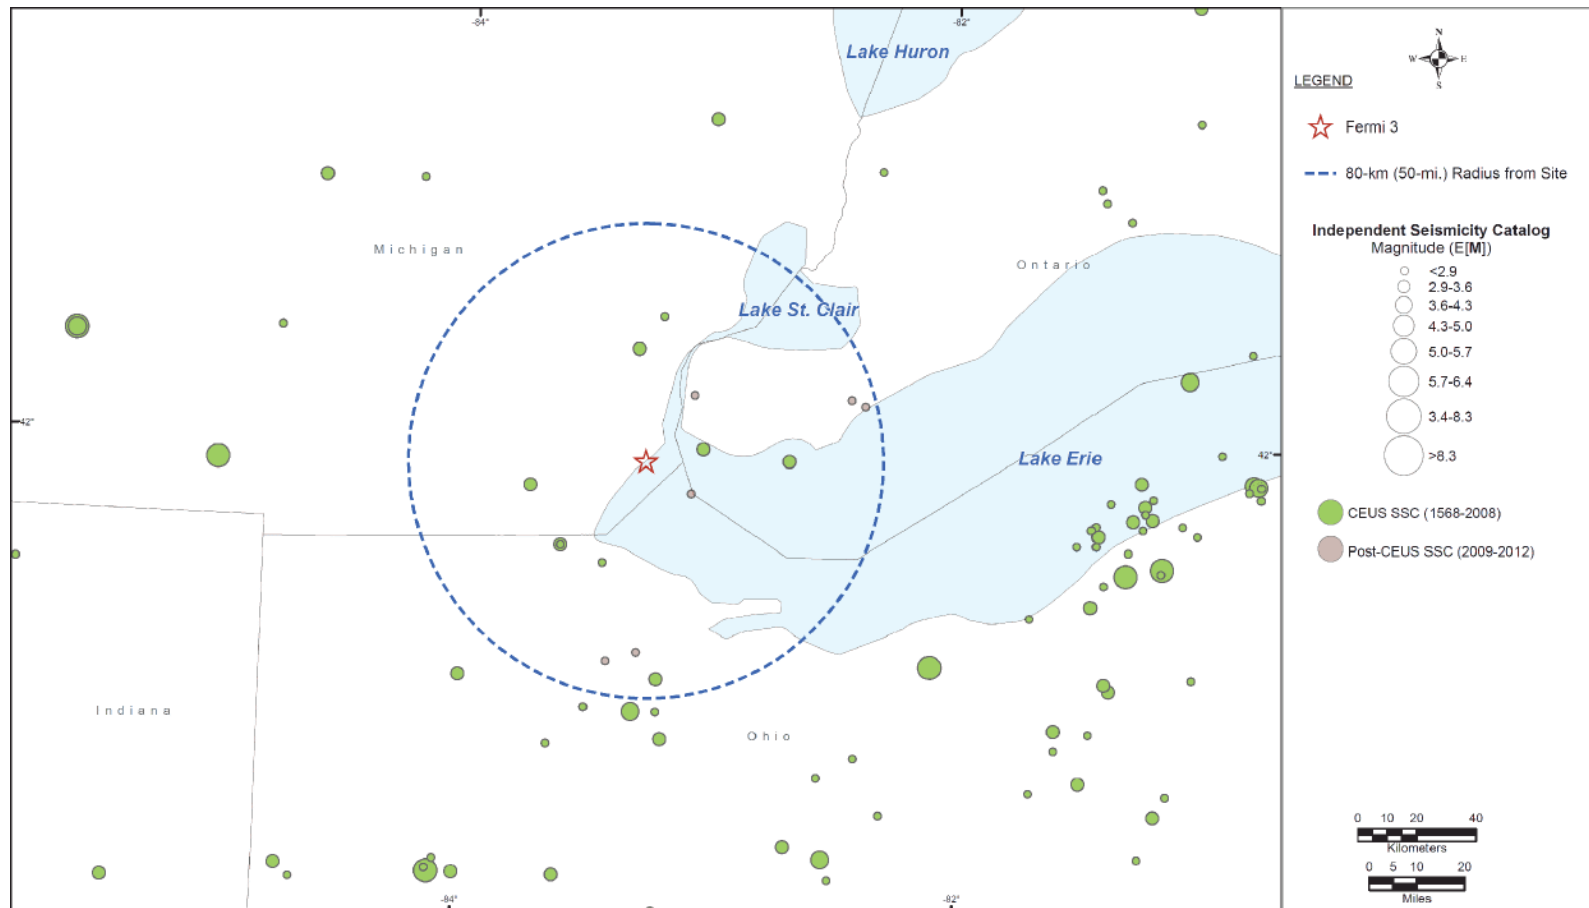 -84°
-82°
Lake Huron
Michigan
Ontario
Lake St. Clair
42°
Lake Erie
42°
Indiana
Ohio
-84°
-82°
N
W E
S
LEGEND
Fermi 3
80-km (50-mi.) Radius from Site
Independent Seismicity Catalog
Magnitude (E[M])
<2.9
2.9-3.6
3.6-4.3
4.3-5.0
5.0-5.7
5.7-6.4
3.4-8.3
>8.3
CEUS SSC (1568-2008)
Post-CEUS SSC (2009-2012)
0 10 20 40
Kilometers
0 5 10 20
Miles